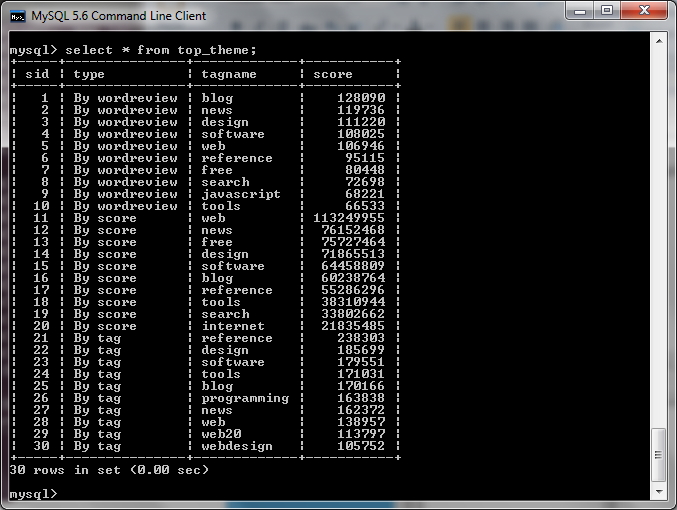 MySQL 5.6 Command Line Client
mysql> select * from top_theme;
+-----+---------------+-------------+-----------+
| sid | type          | tagname     | score     |
+-----+---------------+-------------+-----------+
|   1 | By wordreview | blog        |    128090 |
|   2 | By wordreview | news        |    119736 |
|   3 | By wordreview | design      |    111220 |
|   4 | By wordreview | software    |    108025 |
|   5 | By wordreview | web         |    106946 |
|   6 | By wordreview | reference   |     95115 |
|   7 | By wordreview | free        |     80448 |
|   8 | By wordreview | search      |     72698 |
|   9 | By wordreview | javascript  |     68221 |
|  10 | By wordreview | tools       |     66533 |
|  11 | By score      | web         | 113249955 |
|  12 | By score      | news        |  76152468 |
|  13 | By score      | free        |  75727464 |
|  14 | By score      | design      |  71865513 |
|  15 | By score      | software    |  64458809 |
|  16 | By score      | blog        |  60238764 |
|  17 | By score      | reference   |  55286296 |
|  18 | By score      | tools       |  38310944 |
|  19 | By score      | search      |  33802662 |
|  20 | By score      | internet    |  21835485 |
|  21 | By tag        | reference   |    238303 |
|  22 | By tag        | design      |    185699 |
|  23 | By tag        | software    |    179551 |
|  24 | By tag        | tools       |    171031 |
|  25 | By tag        | blog        |    170166 |
|  26 | By tag        | programming |    163838 |
|  27 | By tag        | news        |    162372 |
|  28 | By tag        | web         |    138957 |
|  29 | By tag        | web20       |    113797 |
|  30 | By tag        | webdesign   |    105752 |
+-----+---------------+-------------+-----------+
30 rows in set (0.00 sec)
mysql>